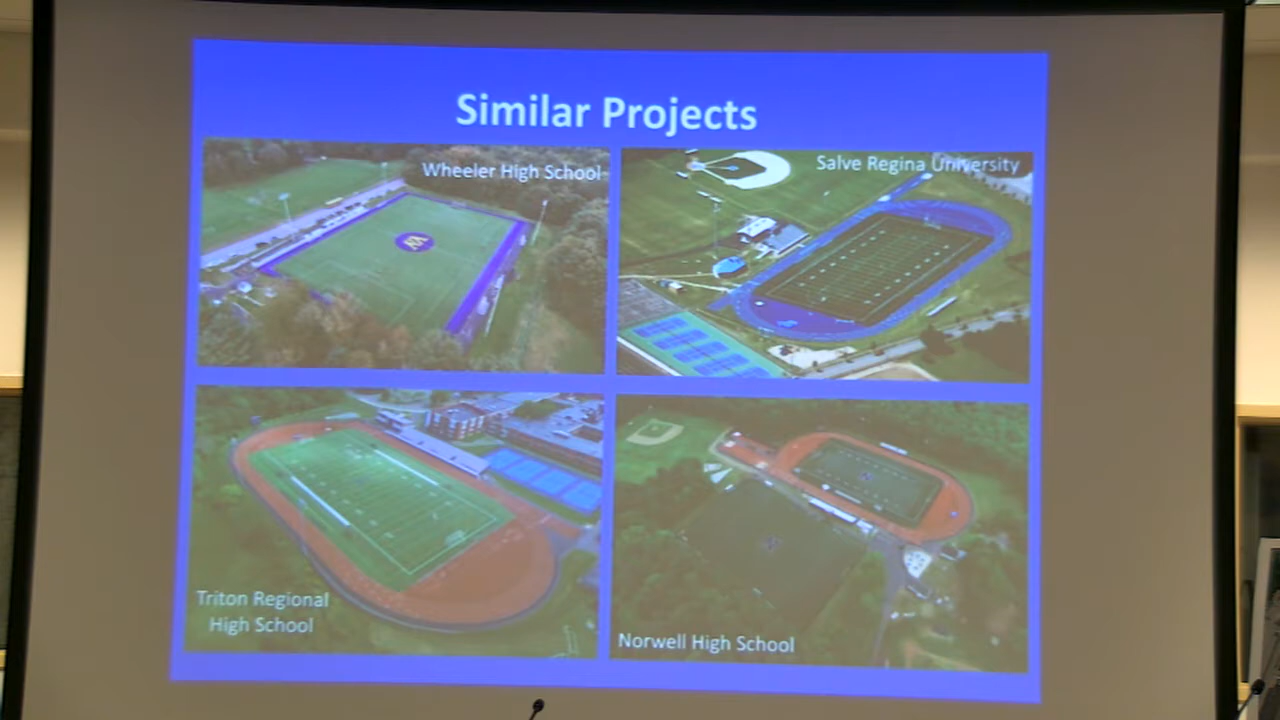 Similar Projects
Wheeler High School
Salve Regina University
Triton Regional
High School
Norwell High School